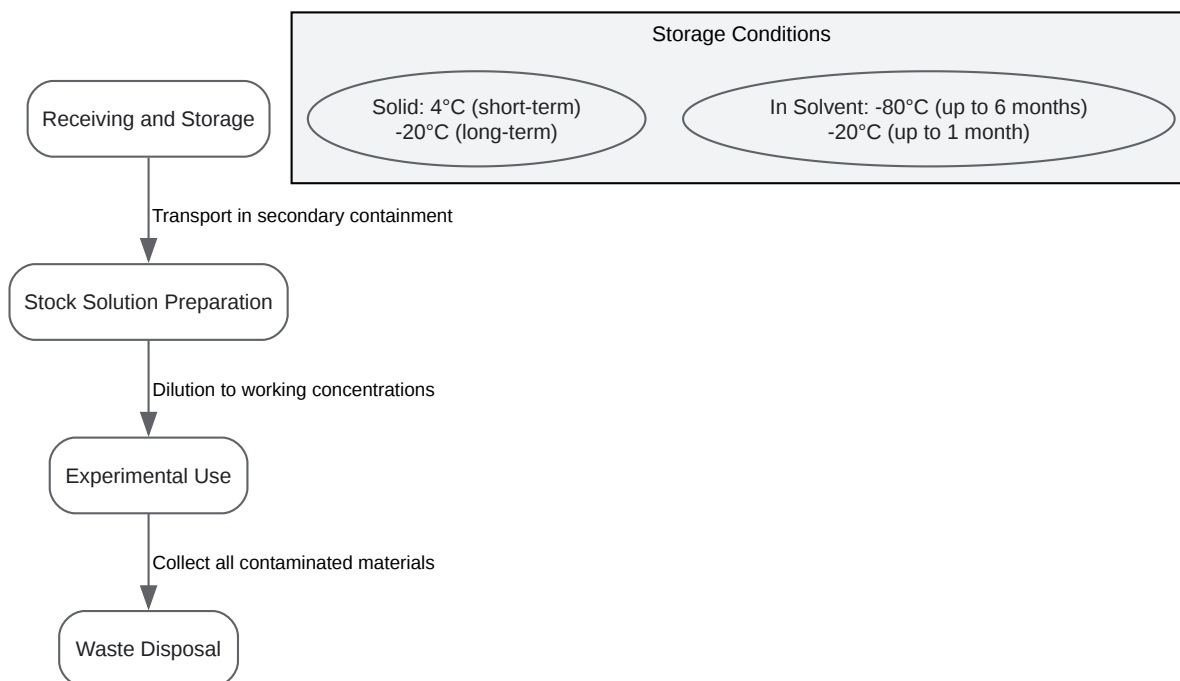 Storage Conditions
Receiving and Storage
Solid: 4°C (short-term)
-20°C (long-term)
In Solvent: -80°C (up to 6 months)
-20°C (up to 1 month)
Transport in secondary containment
Stock Solution Preparation
Dilution to working concentrations
Experimental Use
Collect all contaminated materials
Waste Disposal